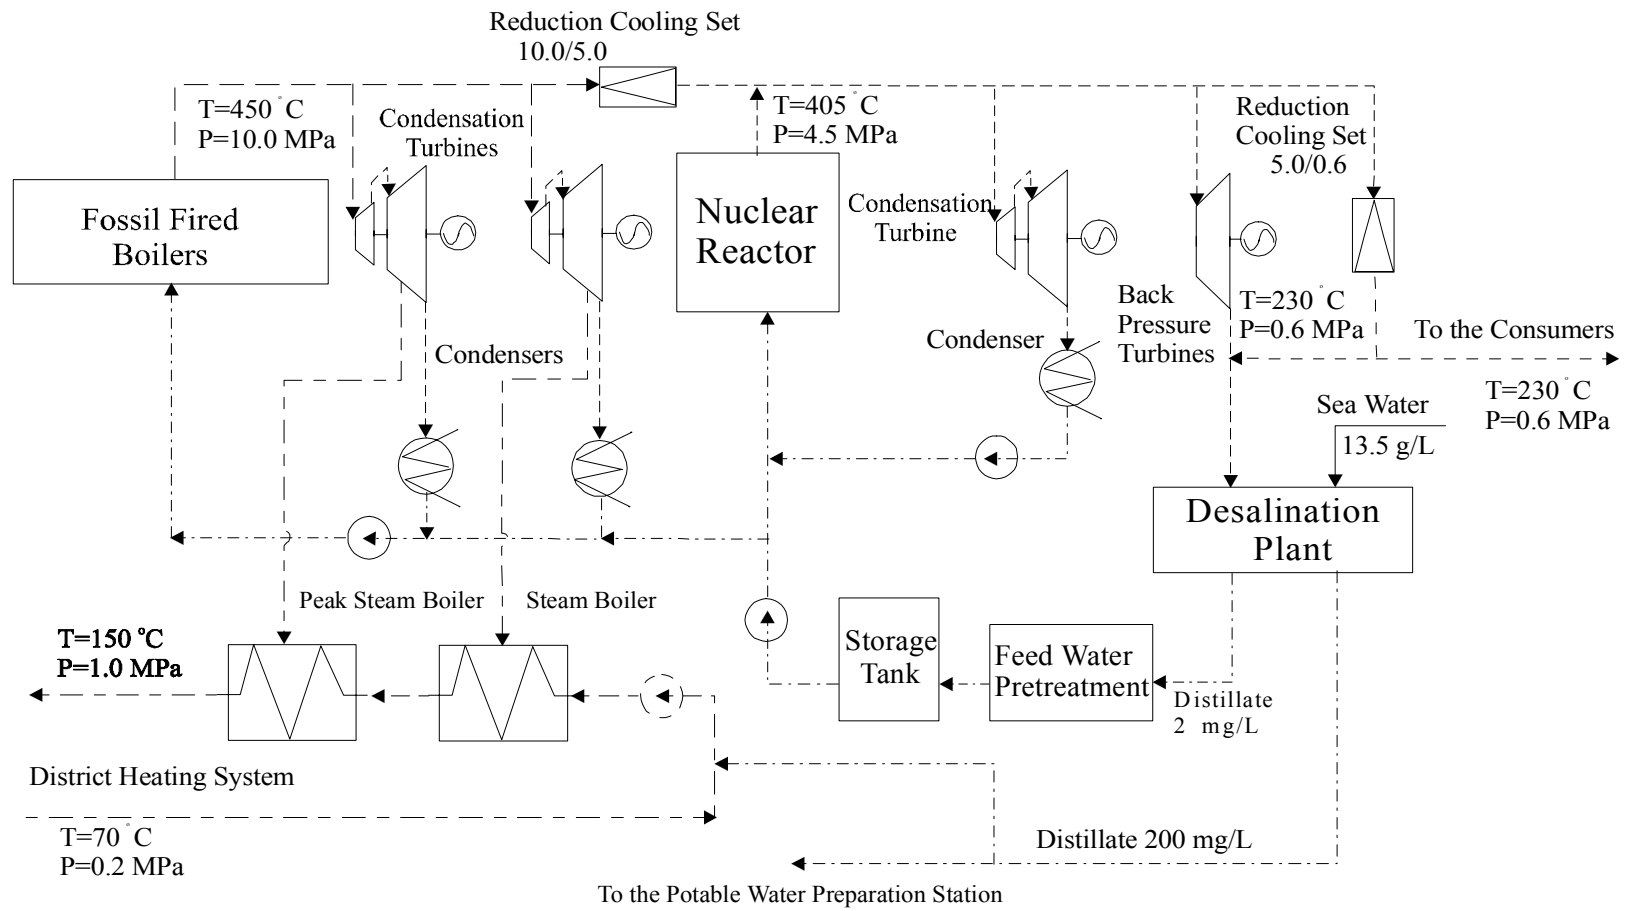 Reduction Cooling Set
10.0/5.0
T=450 °C
P=10.0 MPa
Condensation
Turbines
T=405 °C
P=4.5 MPa
Reduction
Cooling Set
5.0/0.6
Fossil Fired
Boilers
Nuclear
Reactor
Condensation
Turbine
Back
Pressure
Turbines
T=230 °C
P=0.6 MPa
To the Consumers
Condensers
Condenser
T=230 °C
P=0.6 MPa
Sea Water
13.5 g/L
Desalination
Plant
Peak Steam Boiler
Steam Boiler
T=150 °C
P=1.0 MPa
Storage
Tank
Feed Water
Pretreatment
Distillate
2 mg/L
District Heating System
T=70 °C
P=0.2 MPa
Distillate 200 mg/L
To the Potable Water Preparation Station